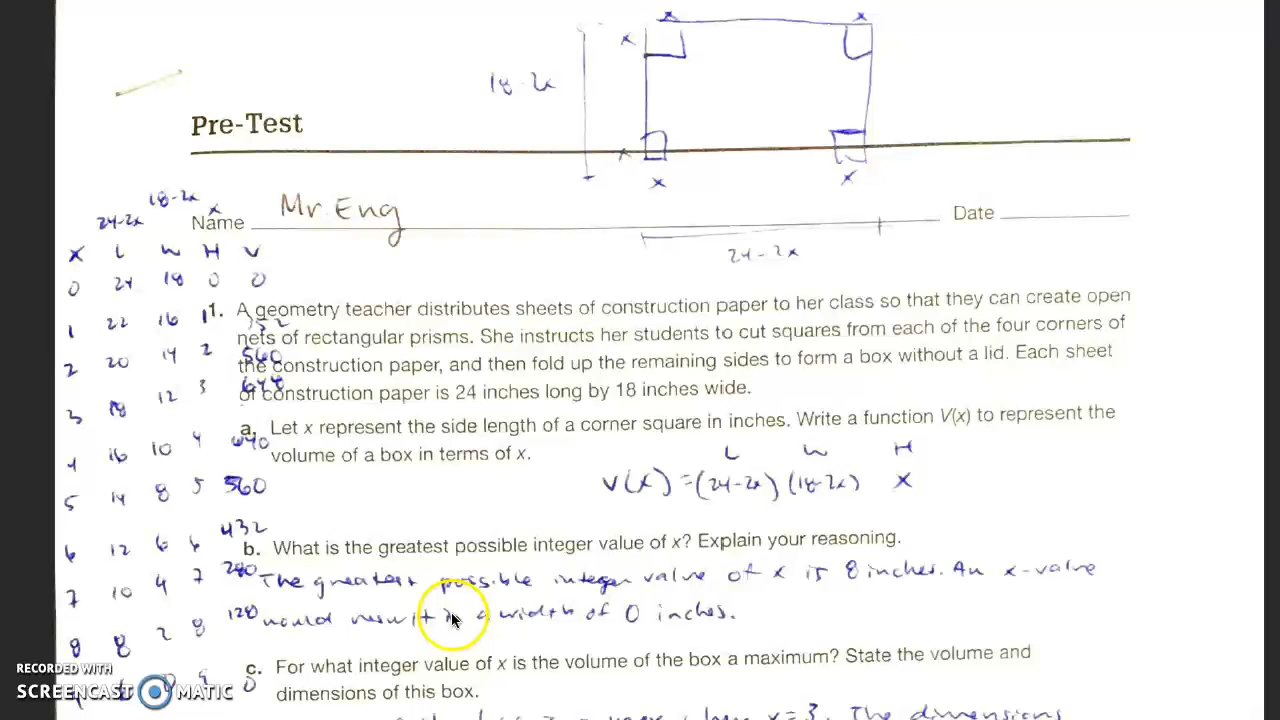 x x
x
18-2x
Pre-Test
x
x x
18-2x
24-2x x
Name Mr. Eng Date
24-2x
x L W H V
0 24 18 0 0
1. A geometry teacher distributes sheets of construction paper to her class so that they can create open
1 22 16 1 352
nets of rectangular prisms. She instructs her students to cut squares from each of the four corners of
2 20 14 2 560
the construction paper, and then fold up the remaining sides to form a box without a lid. Each sheet
3 18 12 3 648
of construction paper is 24 inches long by 18 inches wide.
a. Let x represent the side length of a corner square in inches. Write a function V(x) to represent the
4 16 10 4 640
volume of a box in terms of x.
L W H
5 14 8 5 560
V(x) = (24-2x) (18-2x) x
6 12 6 6 432
b. What is the greatest possible integer value of x? Explain your reasoning.
7 10 4 7 280
The greatest possible integer value of x is 8 inches. An x-value
8 8 2 8 128
would result a width of 0 inches.
c. For what integer value of x is the volume of the box a maximum? State the volume and
9 0 9 0
dimensions of this box.
x=3. The dimensions
RECORDED WITH
SCREENCAST MATIC